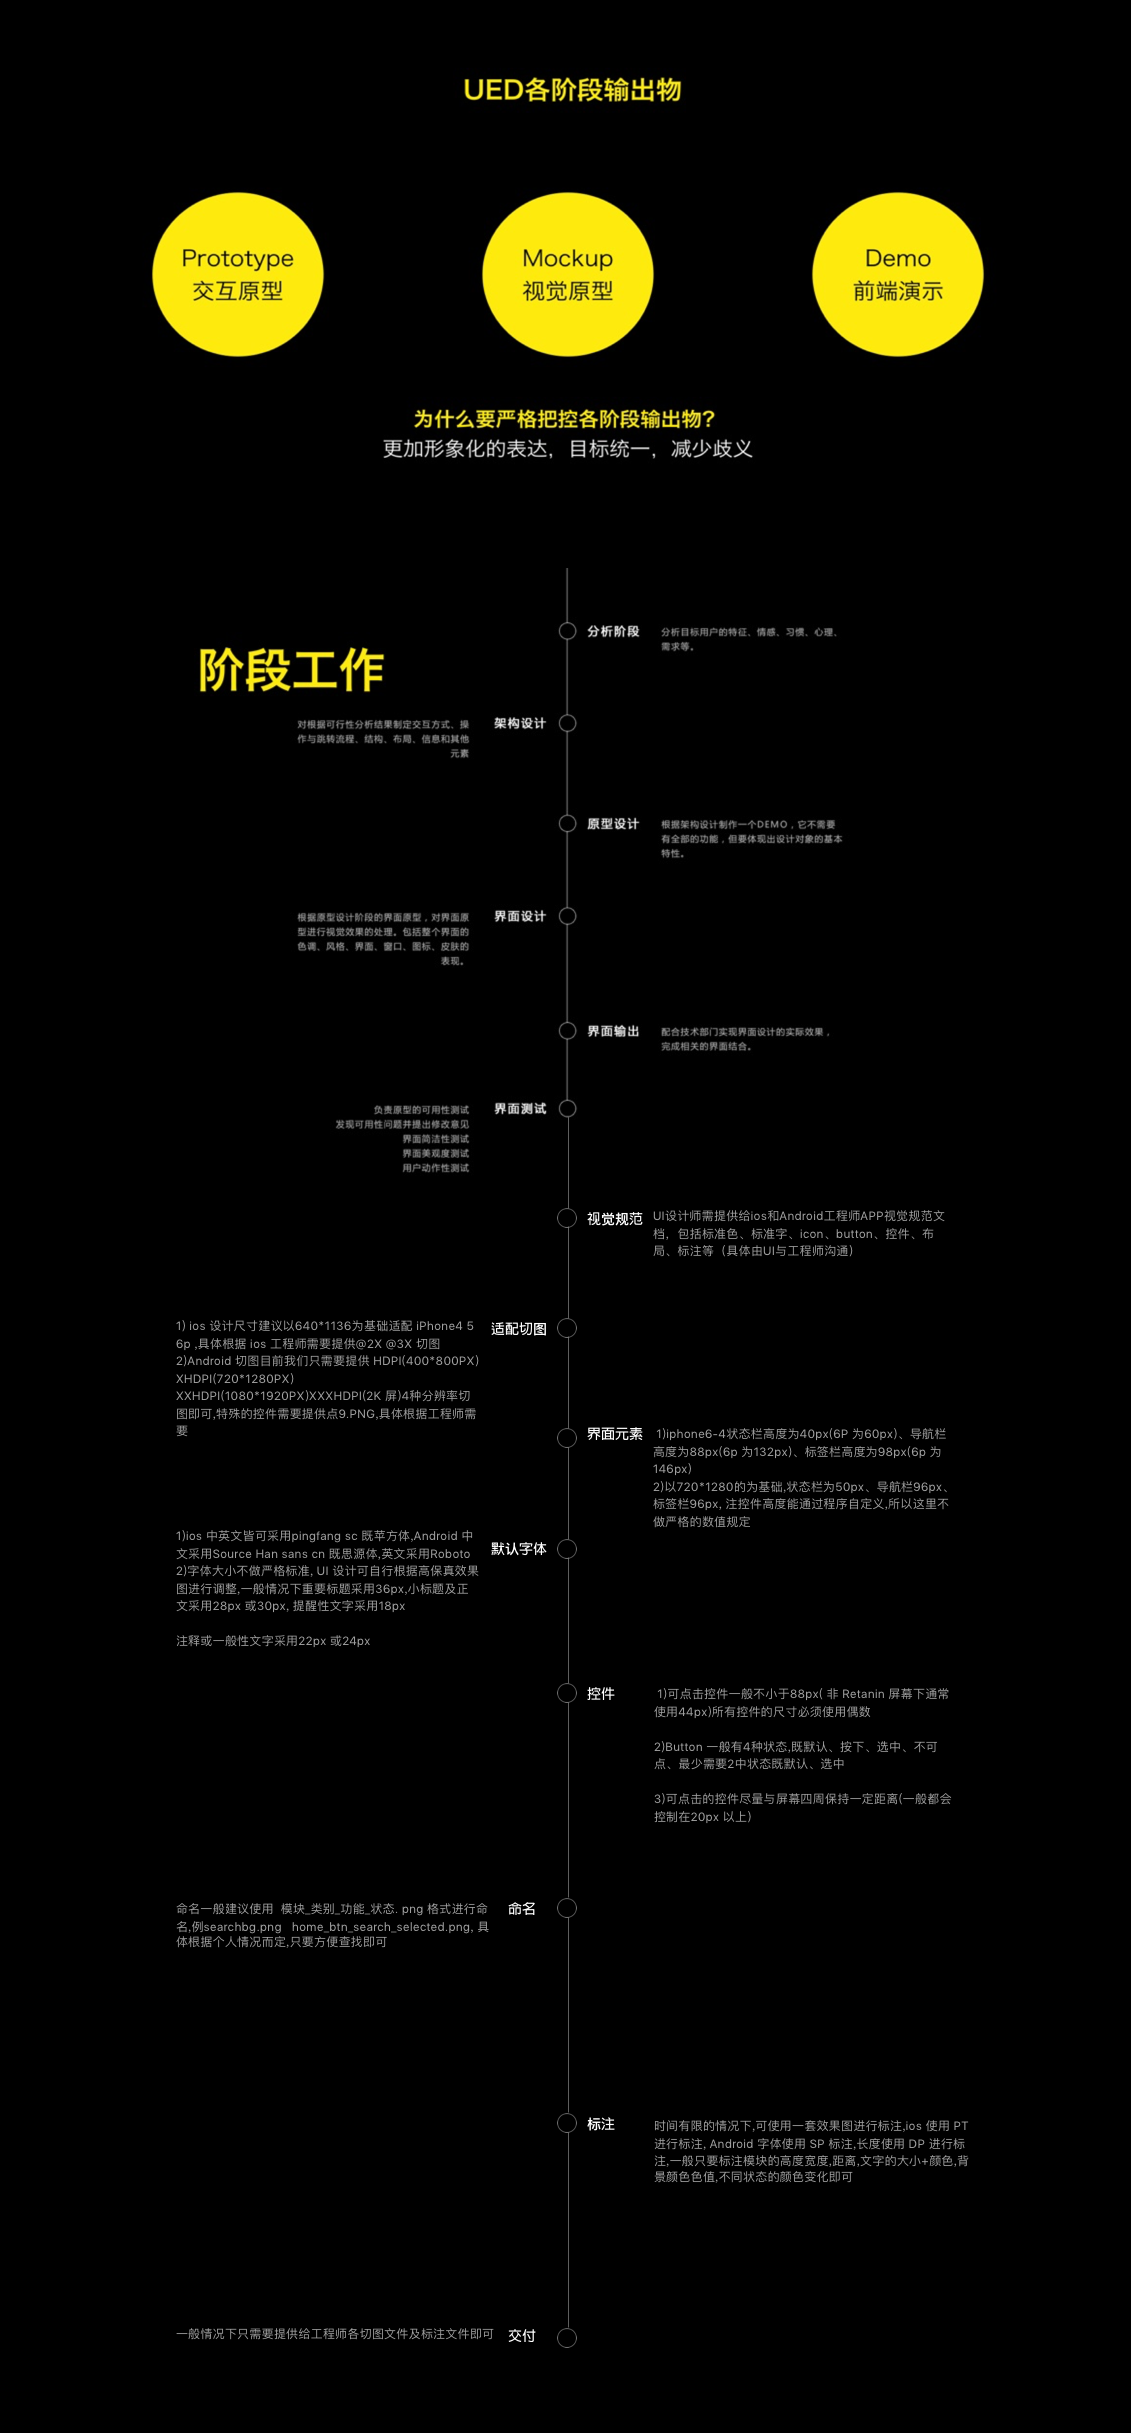 UED各阶段输出物
Prototype
交互原型
Mockup
视觉原型
Demo
前端演示
为什么要严格把控各阶段输出物?
更加形象化的表达，目标统一，减少歧义
阶段工作
分析阶段
分析目标用户的特征、情感、习惯、心理、
需求等。
架构设计
对根据可行性分析结果制定交互方式、操
作与跳转流程、结构、布局、信息和其他
元素
原型设计
根据架构设计制作一个DEMO，它不需要
有全部的功能，但要体现出设计对象的基本
特性。
界面设计
根据原型设计阶段的界面原型，对界面原
型进行视觉效果的处理。包括整个界面的
色调、风格、界面、窗口、图标、皮肤的
表现。
界面输出
配合技术部门实现界面设计的实际效果，
完成相关的界面结合。
界面测试
负责原型的可用性测试
发现可用性问题并提出修改意见
界面简洁性测试
界面美观度测试
用户动作性测试
视觉规范
UI设计师需提供给ios和Android工程师APP视觉规范文
档，包括标准色、标准字、icon、button、控件、布
局、标注等（具体由UI与工程师沟通）
适配切图
1) ios 设计尺寸建议以640*1136为基础适配 iPhone4 5
6p ,具体根据 ios 工程师需要提供@2X @3X 切图
2)Android 切图目前我们只需要提供 HDPI(400*800PX)
XHDPI(720*1280PX)
XXHDPI(1080*1920PX)XXXHDPI(2K 屏)4种分辨率切
图即可,特殊的控件需要提供点9.PNG,具体根据工程师需
要
界面元素
1)iphone6-4状态栏高度为40px(6P 为60px)、导航栏
高度为88px(6p 为132px)、标签栏高度为98px(6p 为
146px)
2)以720*1280的为基础,状态栏为50px、导航栏96px、
标签栏96px, 注控件高度能通过程序自定义,所以这里不
做严格的数值规定
默认字体
1)ios 中英文皆可采用pingfang sc 既苹方体,Android 中
文采用Source Han sans cn 既思源体,英文采用Roboto
2)字体大小不做严格标准, UI 设计可自行根据高保真效果
图进行调整,一般情况下重要标题采用36px,小标题及正
文采用28px 或30px, 提醒性文字采用18px
注释或一般性文字采用22px 或24px
控件
1)可点击控件一般不小于88px( 非 Retanin 屏幕下通常
使用44px)所有控件的尺寸必须使用偶数
2)Button 一般有4种状态,既默认、按下、选中、不可
点、最少需要2中状态既默认、选中
3)可点击的控件尽量与屏幕四周保持一定距离(一般都会
控制在20px 以上)
命名
命名一般建议使用 模块_类别_功能_状态. png 格式进行命
名,例searchbg.png home_btn_search_selected.png, 具
体根据个人情况而定,只要方便查找即可
标注
时间有限的情况下,可使用一套效果图进行标注,ios 使用 PT
进行标注, Android 字体使用 SP 标注,长度使用 DP 进行标
注,一般只要标注模块的高度宽度,距离,文字的大小+颜色,背
景颜色色值,不同状态的颜色变化即可
交付
一般情况下只需要提供给工程师各切图文件及标注文件即可